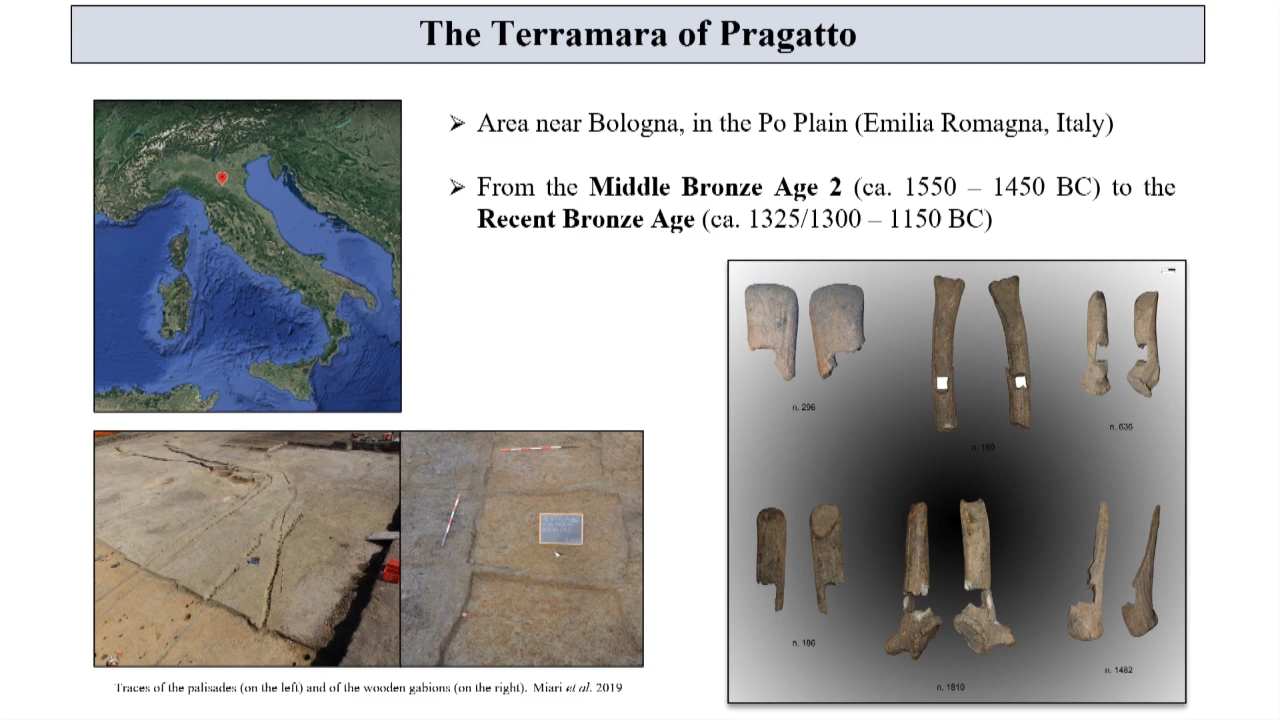 The Terramara of Pragatto
➢ Area near Bologna, in the Po Plain (Emilia Romagna, Italy)
➢ From the Middle Bronze Age 2 (ca. 1550 – 1450 BC) to the
Recent Bronze Age (ca. 1325/1300 – 1150 BC)
n. 296
n. 169
n. 636
n. 186
n. 1810
n. 1482
Traces of the palisades (on the left) and of the wooden gabions (on the right). Miari et al. 2019